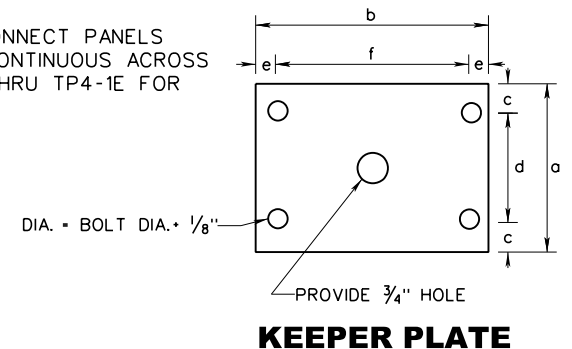 ONNECT PANELS
ONTINUOUS ACROSS
HRU TP4-1E FOR
b
e
f
e
c
d
a
c
DIA. = BOLT DIA.+ 1/8"
PROVIDE 3/4" HOLE
KEEPER PLATE